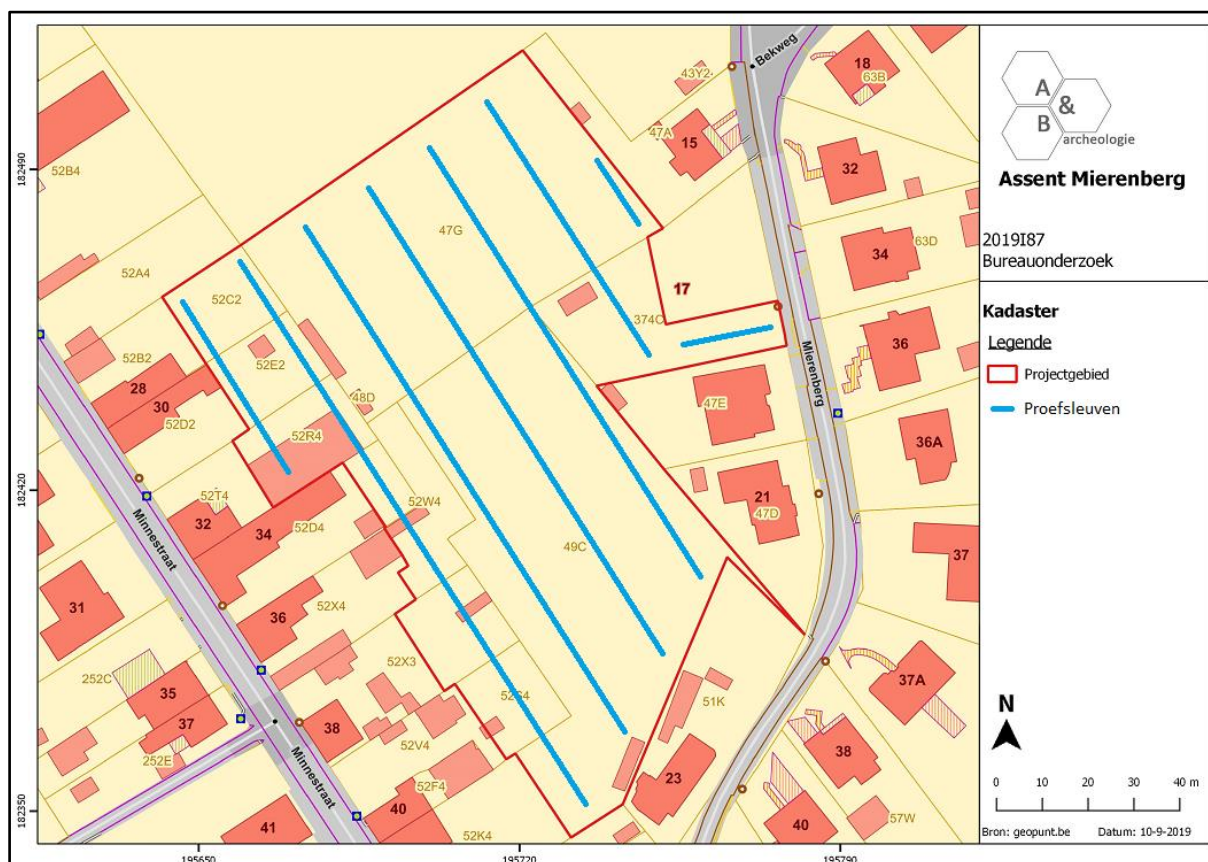 A
&
B
archeologie
Assent Mierenberg
2019I87
Bureauonderzoek
Kadaster
Legende
Projectgebied
Proefsleuven
N
0 10 20 40 m
Bron: geopunt.be Datum: 10-9-2019
182490
182420
182350
195650 195720 195790
Bekweg
Mierenberg
Minnestraat
Minnestraat
43Y2
18
63B
47A
15
32
52B4
47G
34
63D
52A4
52C2
17
374C
36
52B2
28
30
52D2
52E2
48D
52R4
47E
36A
52T4
32
34
52D4
52W4
21
47D
49C
37
31
36
52X4
252C
35
37
252E
52X3
38
52V4
52F4
40
41
52K4
51K
23
37A
38
40
57W